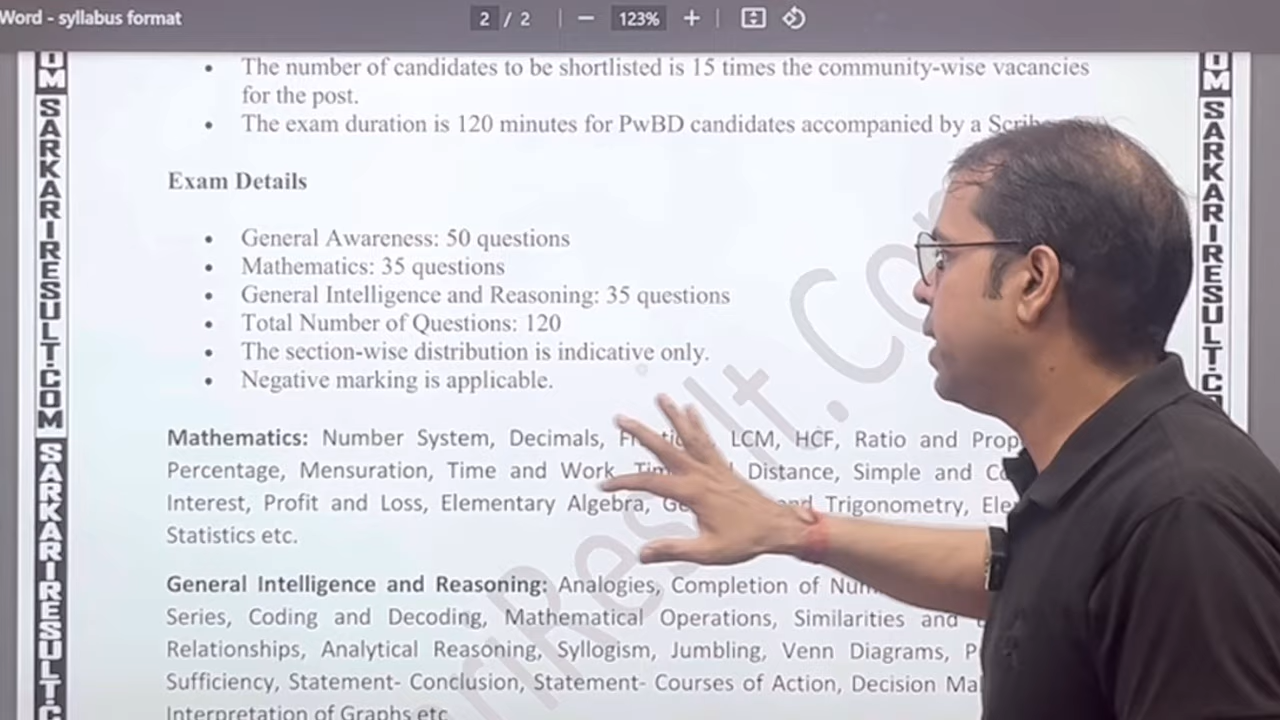 Word - syllabus format
2 / 2
123%
• The number of candidates to be shortlisted is 15 times the community-wise vacancies
for the post.
• The exam duration is 120 minutes for PwBD candidates accompanied by a
Exam Details
• General Awareness: 50 questions
• Mathematics: 35 questions
• General Intelligence and Reasoning: 35 questions
• Total Number of Questions: 120
• The section-wise distribution is indicative only.
• Negative marking is applicable.
Mathematics: Number System, Decimals, LCM, HCF, Ratio and
Percentage, Mensuration, Time and Work, Distance, Simple and
Interest, Profit and Loss, Elementary Algebra, and Trigonometry,
Statistics etc.
General Intelligence and Reasoning: Analogies, Completion of
Series, Coding and Decoding, Mathematical Operations, Similarities and
Relationships, Analytical Reasoning, Syllogism, Jumbling, Venn Diagrams,
Sufficiency, Statement- Conclusion, Statement- Courses of Action, Decision
Interpretation of Graphs etc
SARKARIRESULT.COM
SARKARIRESULT.C